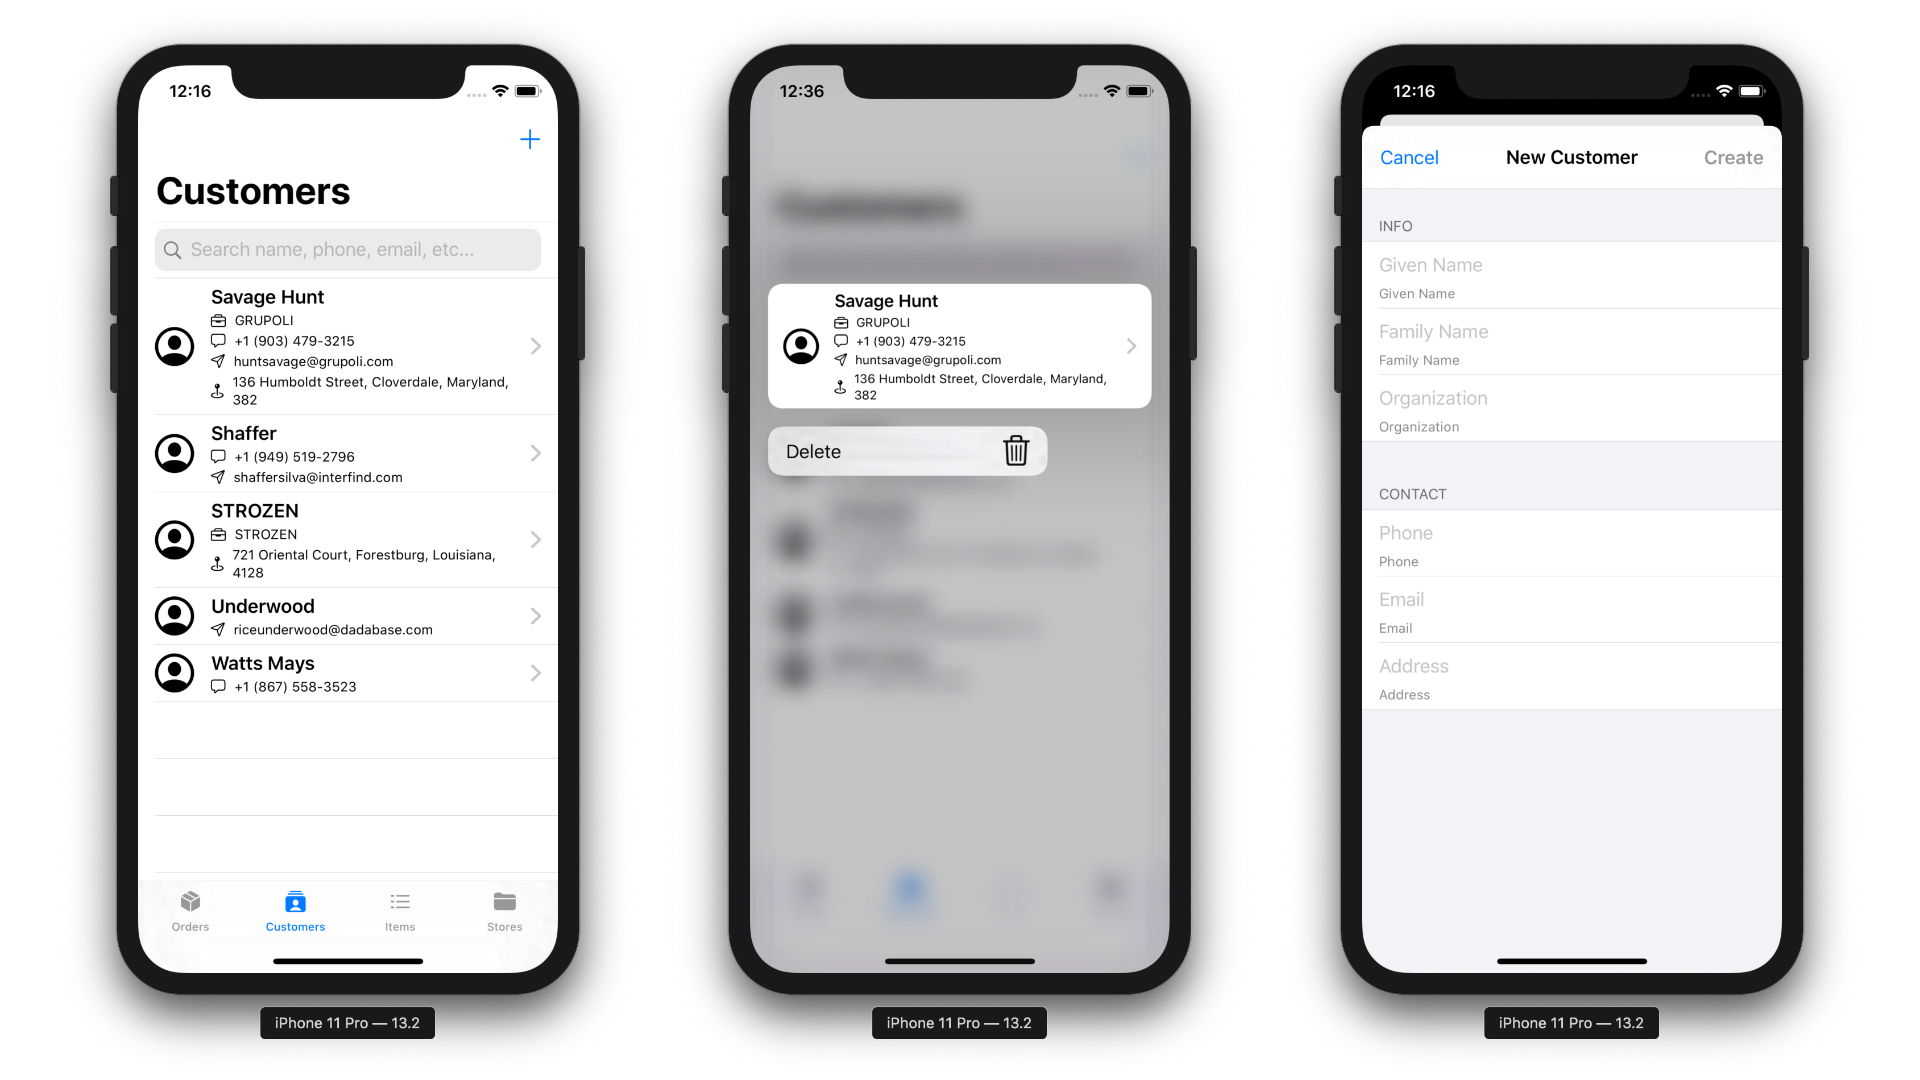 12:16
Customers
Search name, phone, email, etc...
Savage Hunt
GRUPOLI
+1 (903) 479-3215
huntsavage@grupoli.com
136 Humboldt Street, Cloverdale, Maryland,
382
Shaffer
+1 (949) 519-2796
shaffersilva@interfind.com
STROZEN
STROZEN
721 Oriental Court, Forestburg, Louisiana,
4128
Underwood
riceunderwood@dadabase.com
Watts Mays
+1 (867) 558-3523
Orders
Customers
Items
Stores
iPhone 11 Pro — 13.2
12:36
Customers
Savage Hunt
GRUPOLI
+1 (903) 479-3215
huntsavage@grupoli.com
136 Humboldt Street, Cloverdale, Maryland,
382
Delete
iPhone 11 Pro — 13.2
12:16
Cancel
New Customer
Create
INFO
Given Name
Given Name
Family Name
Family Name
Organization
Organization
CONTACT
Phone
Phone
Email
Email
Address
Address
iPhone 11 Pro — 13.2